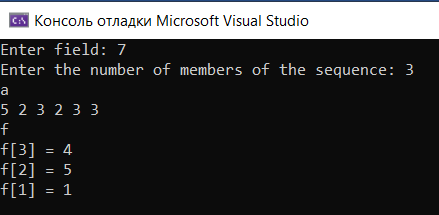 C:\ Консоль отладки Microsoft Visual Studio
Enter field: 7
Enter the number of members of the sequence: 3
a
5 2 3 2 3 3
f
f[3] = 4
f[2] = 5
f[1] = 1